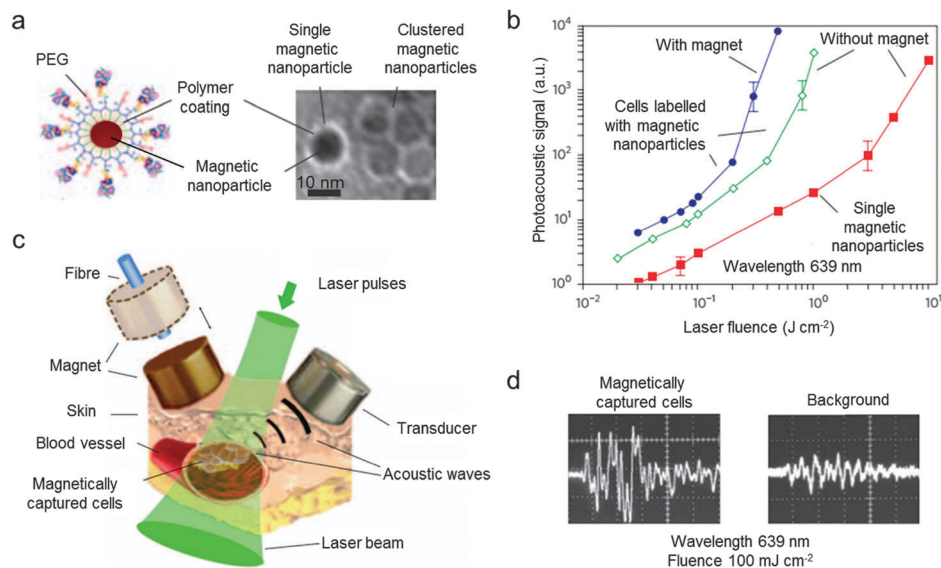 a
PEG
Single
magnetic
nanoparticle
Clustered
magnetic
nanoparticles
Polymer
coating
Magnetic
nanoparticle
10 nm
b
Photoacoustic signal (a.u.)
10⁴
10³
10²
10¹
10⁰
With magnet
Without magnet
Cells labelled
with magnetic
nanoparticles
Single
magnetic
nanoparticles
Wavelength 639 nm
10⁻² 10⁻¹ 10⁰ 10¹
Laser fluence (J cm⁻²)
c
Fibre
Laser pulses
Magnet
Skin
Transducer
Blood vessel
Acoustic waves
Magnetically
captured cells
Laser beam
d
Magnetically
captured cells
Background
Wavelength 639 nm
Fluence 100 mJ cm⁻²